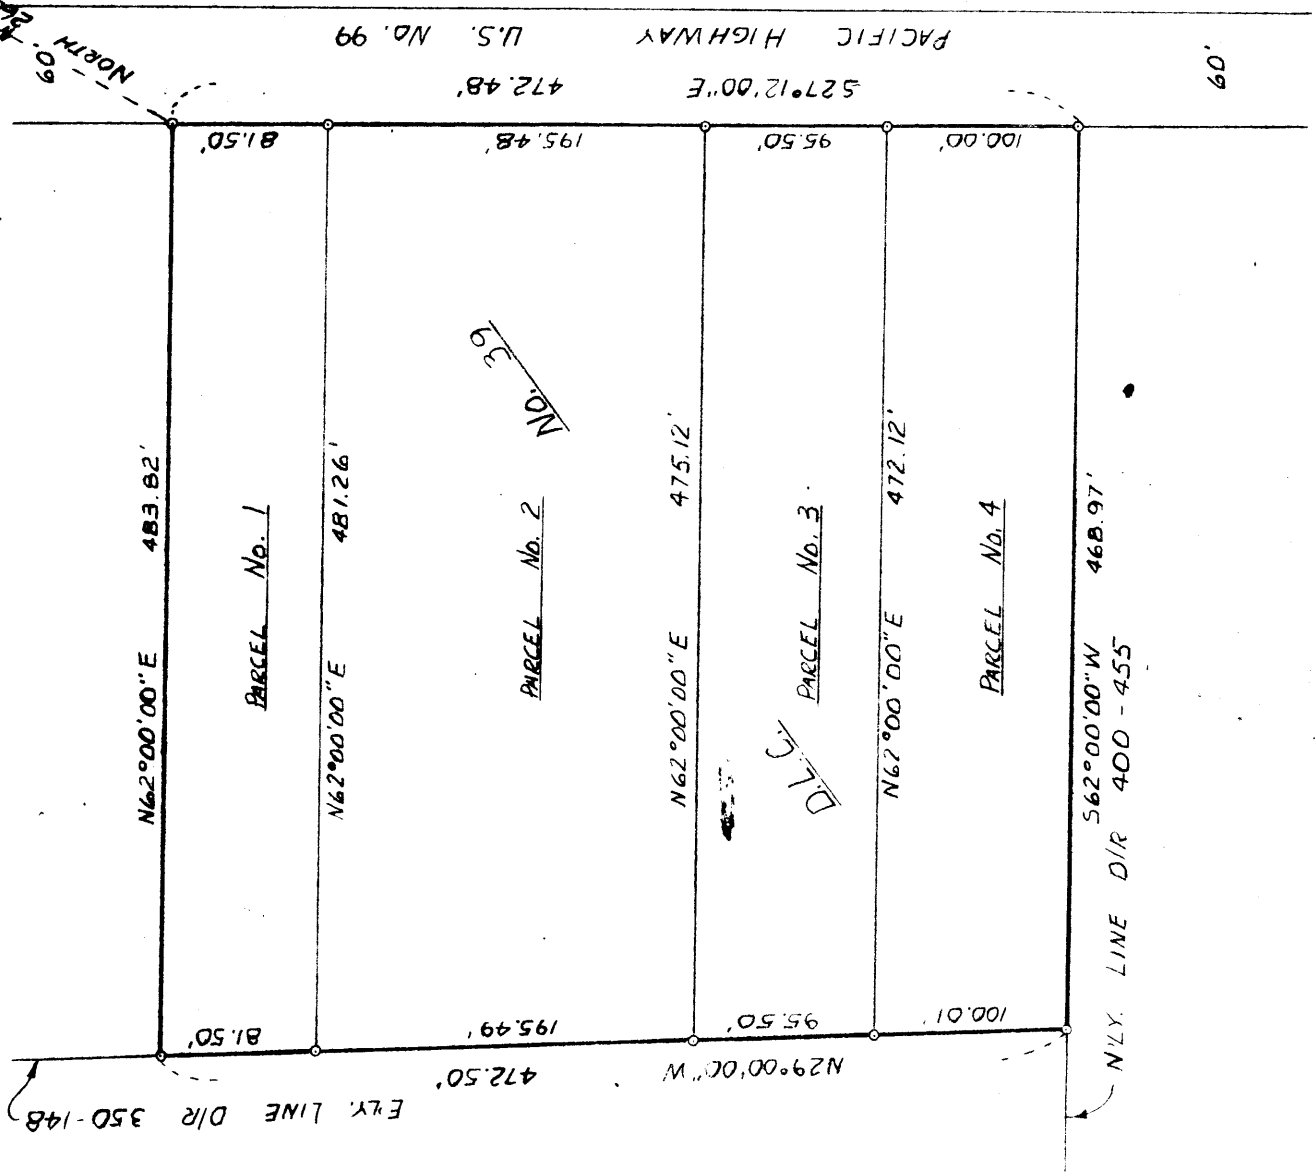 NORTH
60'
PACIFIC HIGHWAY U.S. No. 99
S27°12'00"E 472.48'
60'
81.50'
195.48'
95.50'
100.00'
N62°00'00"E 483.82'
PARCEL No. 1
N62°00'00"E 481.26'
PARCEL No. 2
No. 39
N62°00'00"E 475.12'
D.L.C.
PARCEL No. 3
N62°00'00"E 472.12'
PARCEL No. 4
S62°00'00"W 468.97'
N'LY. LINE D/R 400-455
81.50'
195.49'
95.50'
100.01'
N29°00'00"W 472.50'
E'LY. LINE D/R 350-148